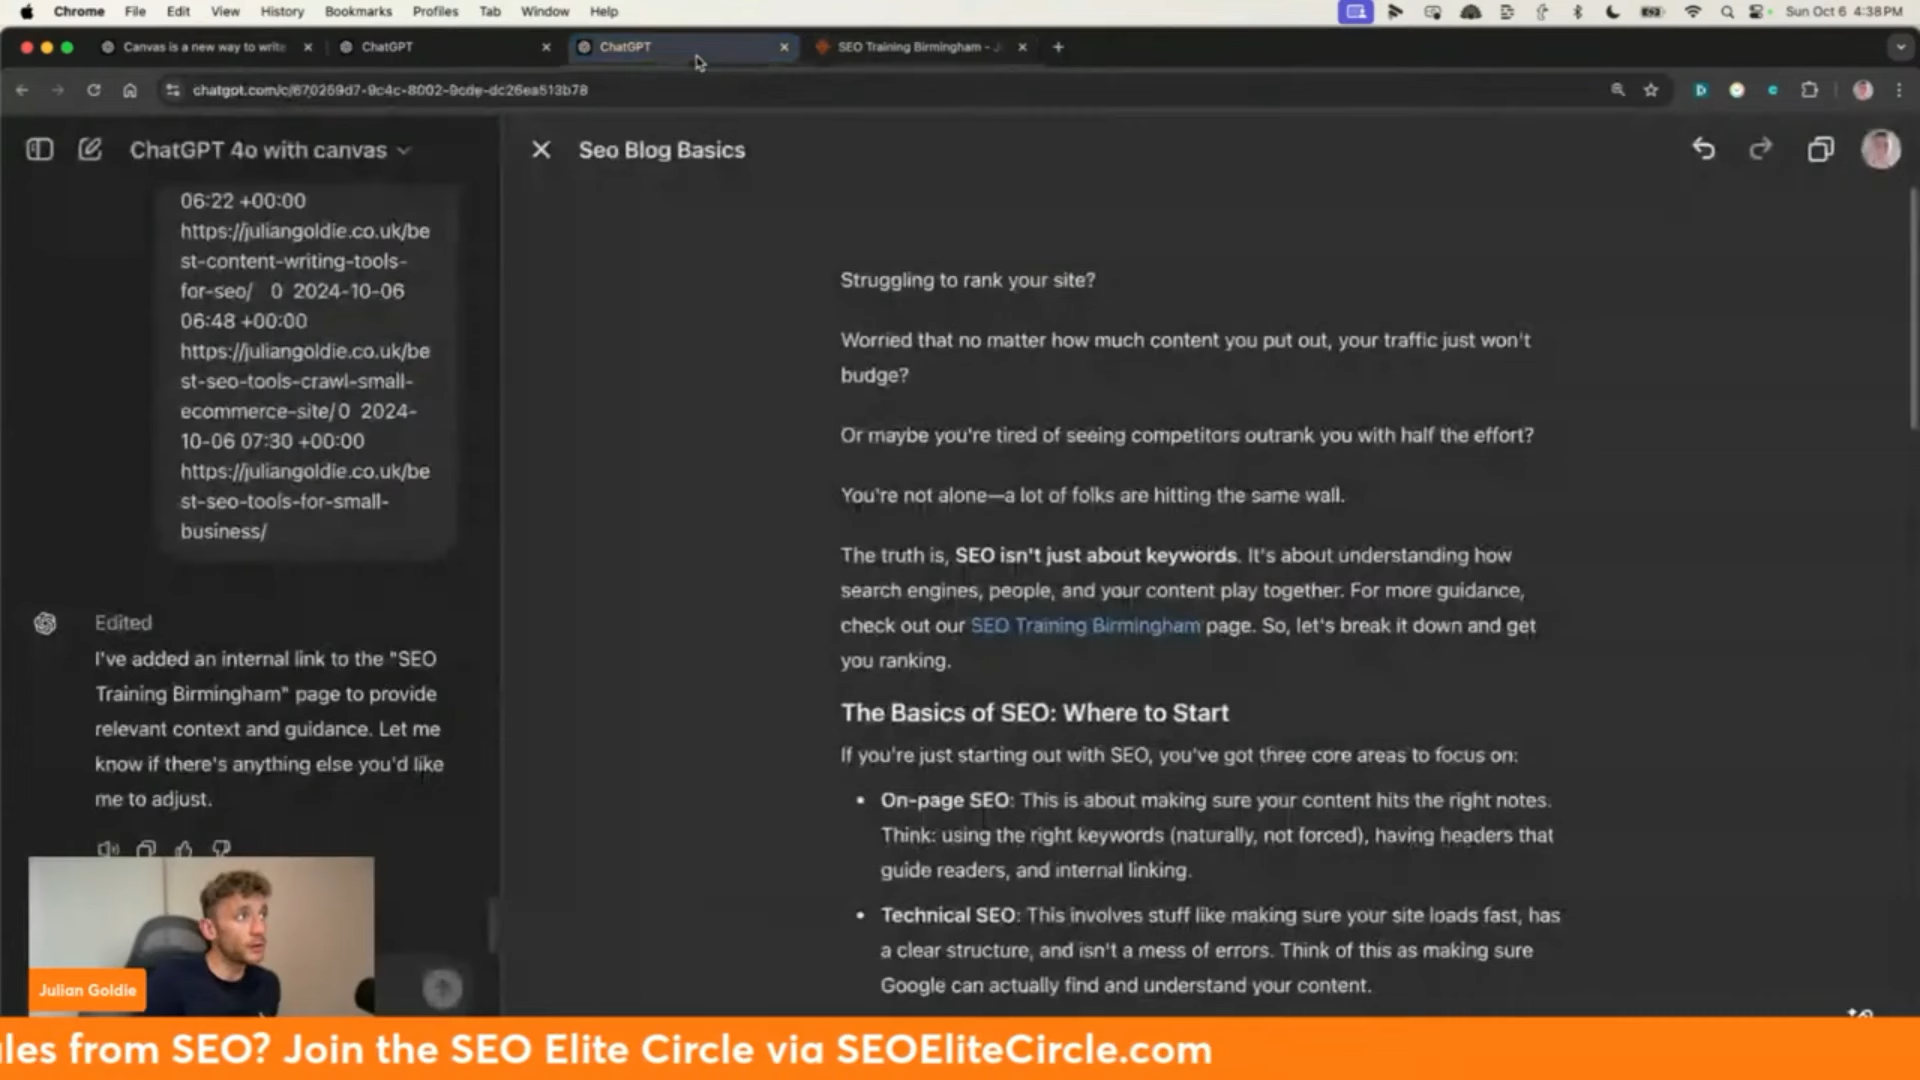 Chrome File Edit View History Bookmarks Profiles Tab Window Help Sun Oct 6 4:38 PM
Canvas is a new way to write ChatGPT ChatGPT SEO Training Birmingham -
chatgpt.com/c/670259d7-9c4c-8002-9cde-dc26ea513b78
ChatGPT 4o with canvas
Seo Blog Basics
06:22 +00:00
https://juliangoldie.co.uk/be
st-content-writing-tools-
for-seo/ 0 2024-10-06
06:48 +00:00
https://juliangoldie.co.uk/be
st-seo-tools-crawl-small-
ecommerce-site/ 0 2024-
10-06 07:30 +00:00
https://juliangoldie.co.uk/be
st-seo-tools-for-small-
business/
Edited
I've added an internal link to the "SEO
Training Birmingham" page to provide
relevant context and guidance. Let me
know if there's anything else you'd like
me to adjust.
Struggling to rank your site?
Worried that no matter how much content you put out, your traffic just won't
budge?
Or maybe you're tired of seeing competitors outrank you with half the effort?
You're not alone—a lot of folks are hitting the same wall.
The truth is, SEO isn't just about keywords. It's about understanding how
search engines, people, and your content play together. For more guidance,
check out our SEO Training Birmingham page. So, let's break it down and get
you ranking.
The Basics of SEO: Where to Start
If you're just starting out with SEO, you've got three core areas to focus on:
• On-page SEO: This is about making sure your content hits the right notes.
Think: using the right keywords (naturally, not forced), having headers that
guide readers, and internal linking.
• Technical SEO: This involves stuff like making sure your site loads fast, has
a clear structure, and isn't a mess of errors. Think of this as making sure
Google can actually find and understand your content.
Julian Goldie
from SEO? Join the SEO Elite Circle via SEOEliteCircle.com